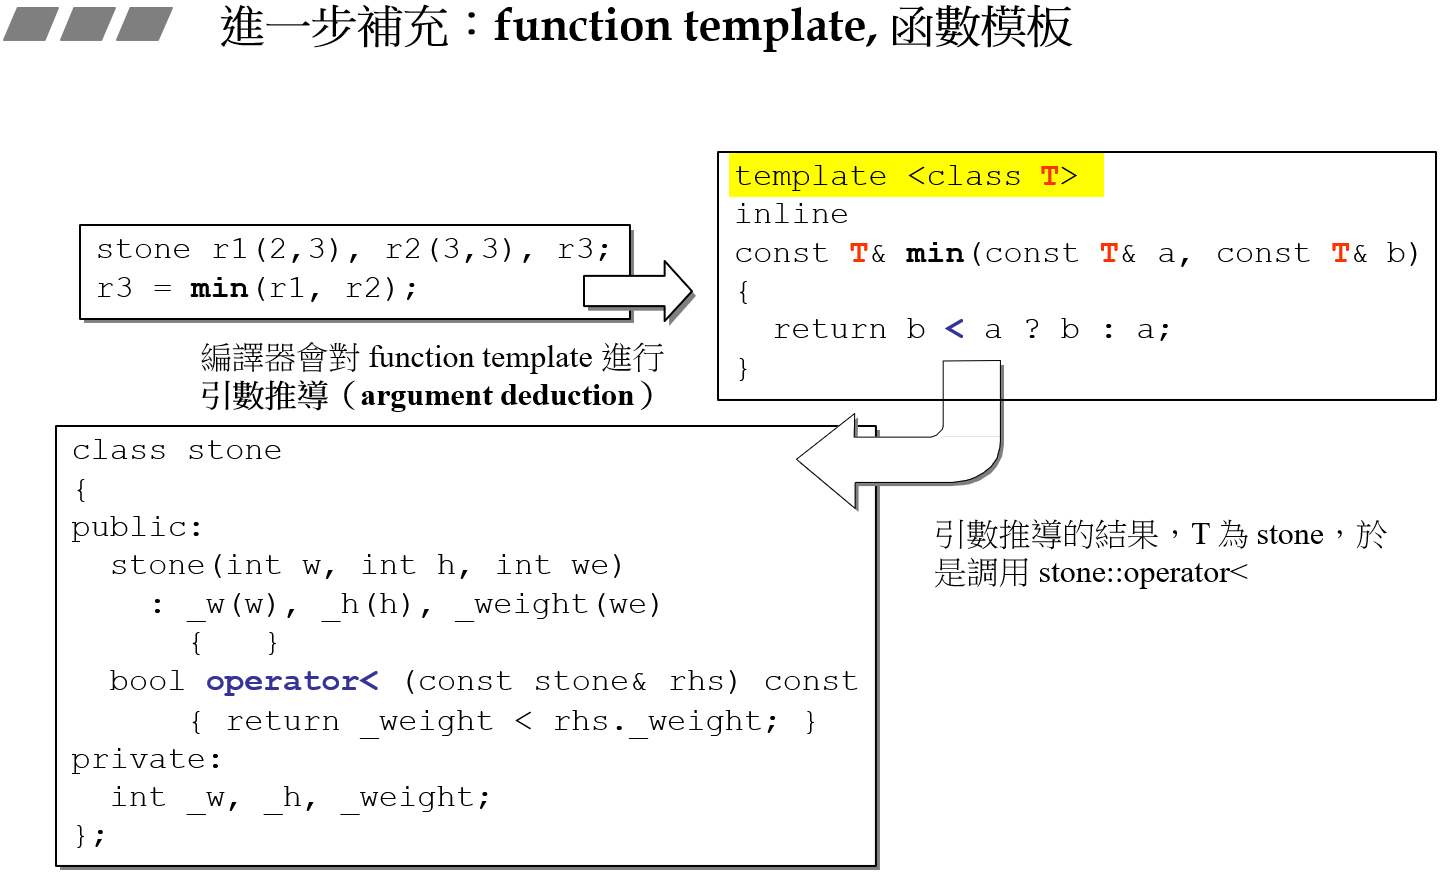 進一步補充：function template, 函數模板
stone r1(2,3), r2(3,3), r3;
r3 = min(r1, r2);
編譯器會對 function template 進行
引數推導（argument deduction）
template <class T>
inline
const T& min(const T& a, const T& b)
{
return b < a ? b : a;
}
class stone
{
public:
stone(int w, int h, int we)
: _w(w), _h(h), _weight(we)
{ }
bool operator< (const stone& rhs) const
{ return _weight < rhs._weight; }
private:
int _w, _h, _weight;
};
引數推導的結果，T 為 stone，於
是調用 stone::operator<